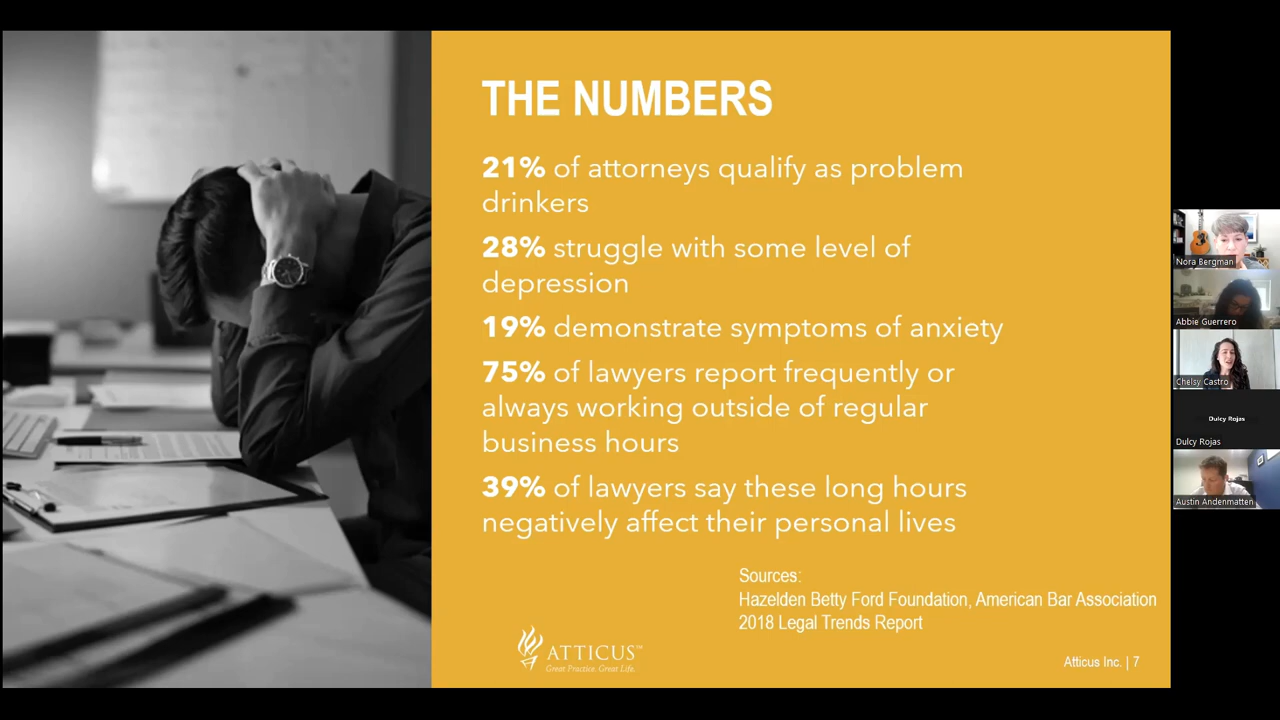 THE NUMBERS
21% of attorneys qualify as problem
drinkers
28% struggle with some level of
depression
19% demonstrate symptoms of anxiety
75% of lawyers report frequently or
always working outside of regular
business hours
39% of lawyers say these long hours
negatively affect their personal lives
Sources:
Hazelden Betty Ford Foundation, American Bar Association
2018 Legal Trends Report
ATTICUS™
Great Practice. Great Life.
Atticus Inc. | 7
Nora Bergman
Abbie Guerrero
Chelsy Castro
Dulcy Rojas
Dulcy Rojas
Austin Andenmatten